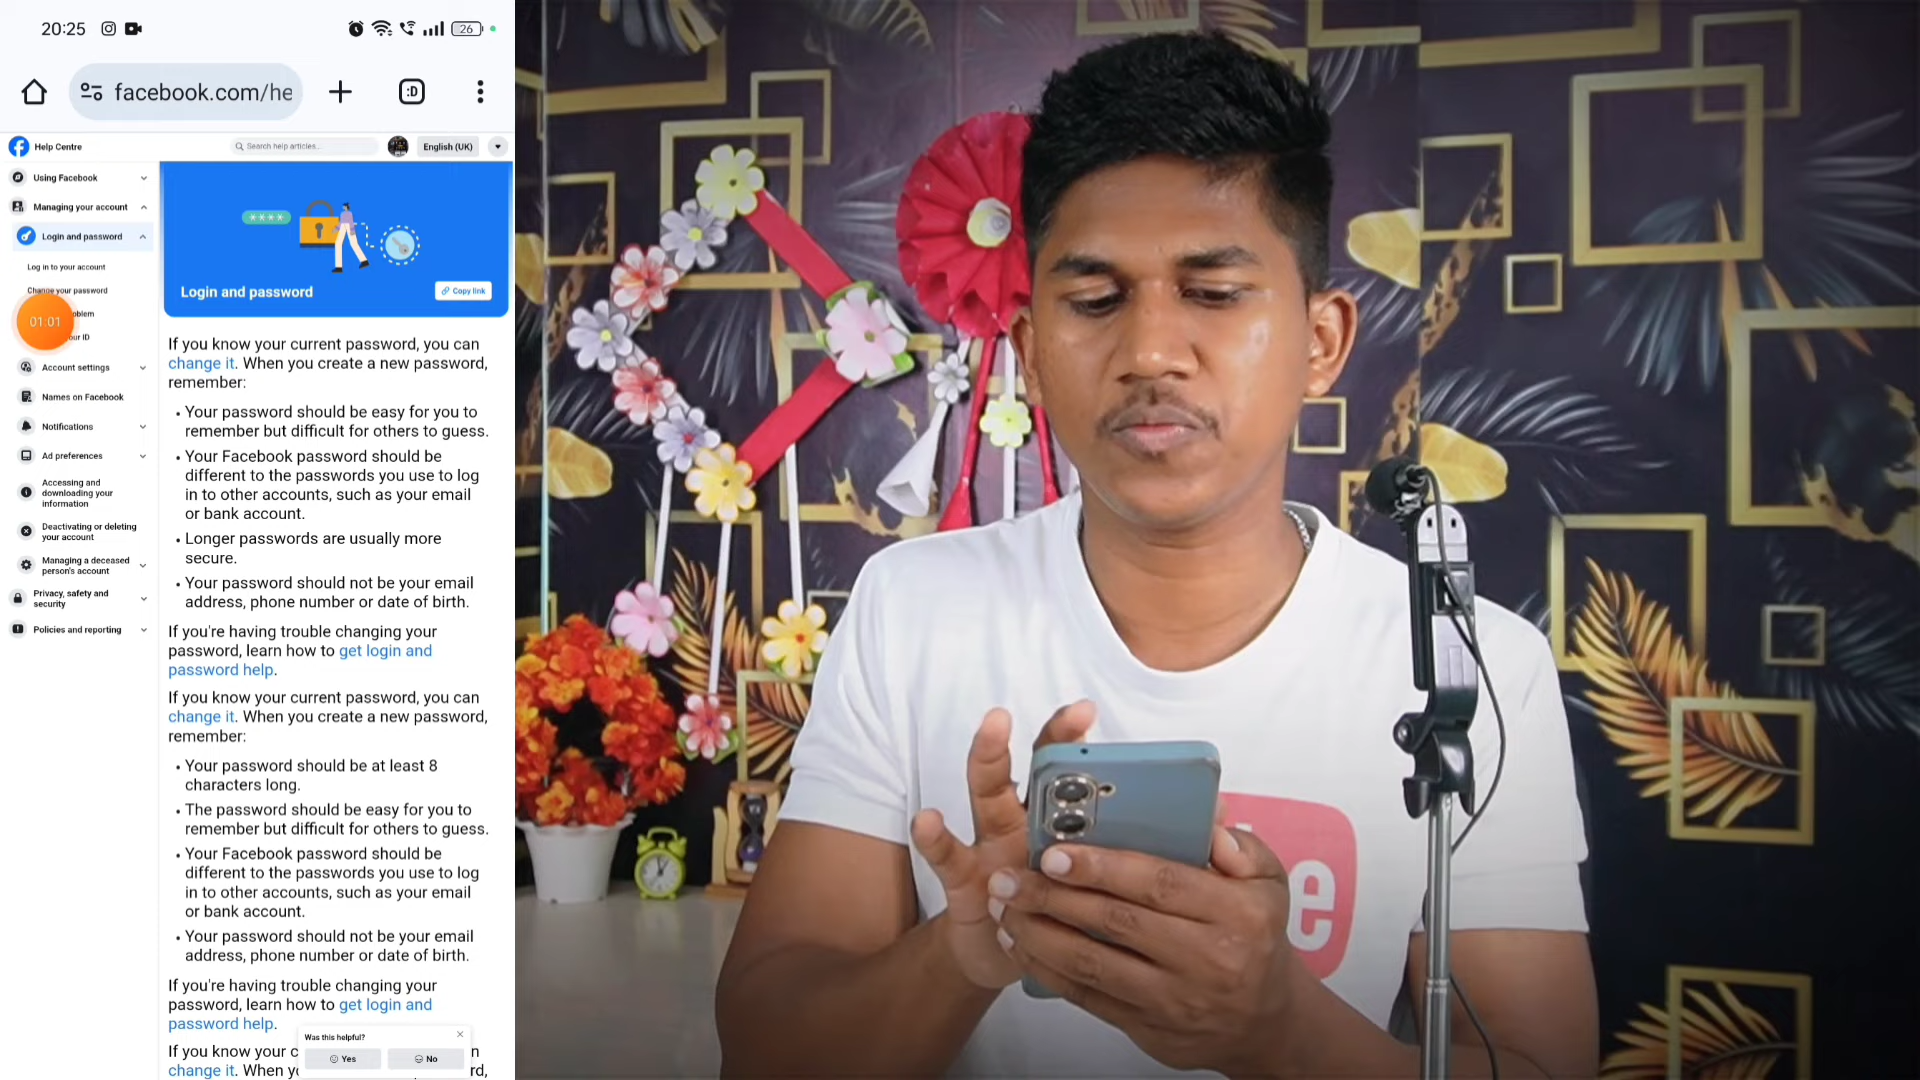 20:25
26
facebook.com/he
:D
Help Centre
Search help articles...
English (UK)
Using Facebook
Managing your account
Login and password
Log in to your account
Change your password
oblem
our ID
01:01
Account settings
Names on Facebook
Notifications
Ad preferences
Accessing and
downloading your
information
Deactivating or deleting
your account
Managing a deceased
person's account
Privacy, safety and
security
Policies and reporting
****
Login and password
Copy link
If you know your current password, you can
change it. When you create a new password,
remember:
• Your password should be easy for you to
remember but difficult for others to guess.
• Your Facebook password should be
different to the passwords you use to log
in to other accounts, such as your email
or bank account.
• Longer passwords are usually more
secure.
• Your password should not be your email
address, phone number or date of birth.
If you're having trouble changing your
password, learn how to get login and
password help.
If you know your current password, you can
change it. When you create a new password,
remember:
• Your password should be at least 8
characters long.
• The password should be easy for you to
remember but difficult for others to guess.
• Your Facebook password should be
different to the passwords you use to log
in to other accounts, such as your email
or bank account.
• Your password should not be your email
address, phone number or date of birth.
If you're having trouble changing your
password, learn how to get login and
password help.
Was this helpful?
Yes
No
If you know your c
n
change it. When yo
rd,
e